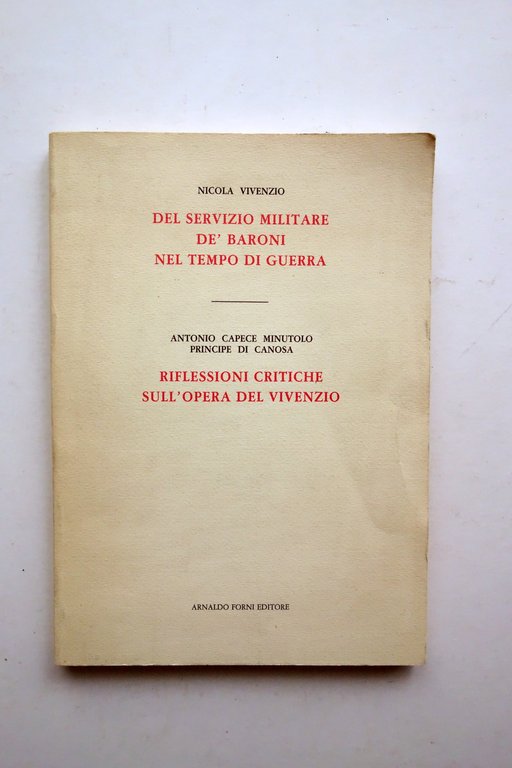 NICOLA VIVENZIO
DEL SERVIZIO MILITARE
DE' BARONI
NEL TEMPO DI GUERRA
ANTONIO CAPECE MINUTOLO
PRINCIPE DI CANOSA
RIFLESSIONI CRITICHE
SULL'OPERA DEL VIVENZIO
ARNALDO FORNI EDITORE